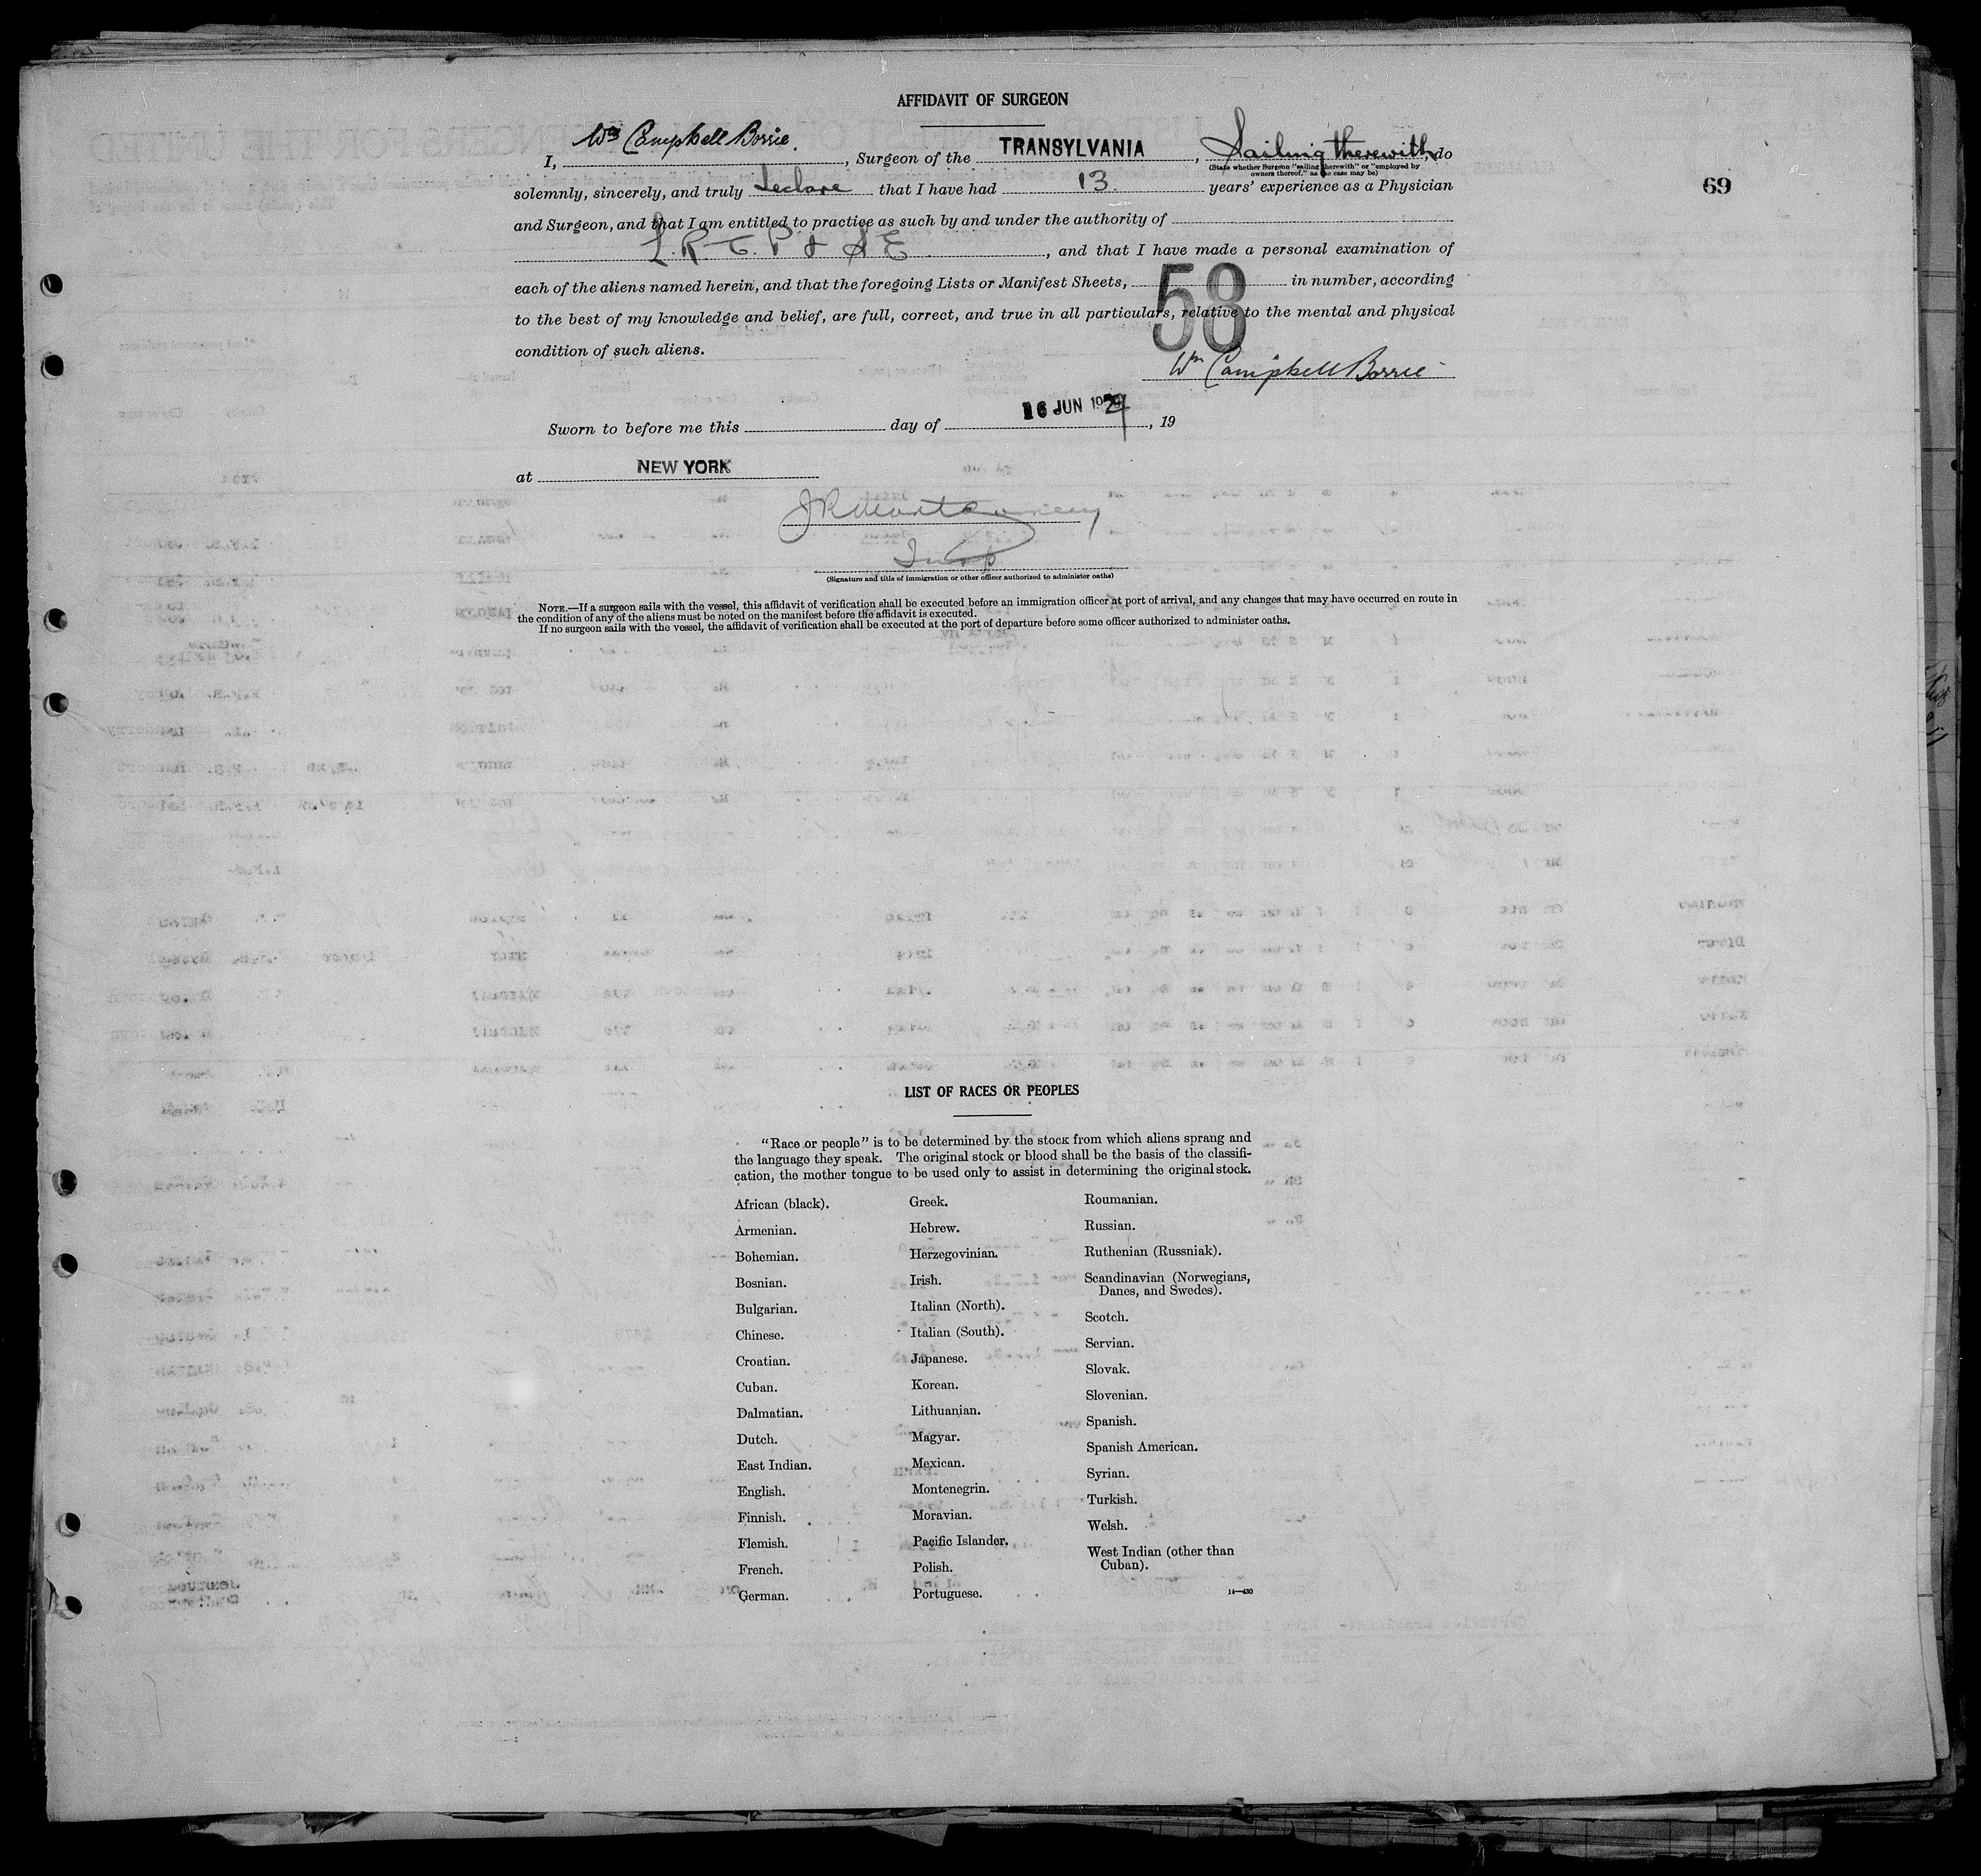 AFFIDAVIT OF SURGEON
I, Wm Campbell Borrie., Surgeon of the TRANSYLVANIA, Sailing therewith, do
(State whether Surgeon "sailing therewith" or "employed by
owners thereof," as the case may be)
solemnly, sincerely, and truly declare that I have had 13 years' experience as a Physician
69
and Surgeon, and that I am entitled to practice as such by and under the authority of
L.R.C.P & S E, and that I have made a personal examination of
each of the aliens named herein, and that the foregoing Lists or Manifest Sheets, 58 in number, according
to the best of my knowledge and belief, are full, correct, and true in all particulars, relative to the mental and physical
condition of such aliens.
Wm Campbell Borrie
Sworn to before me this day of 16 JUN 1927, 19
at NEW YORK
JR Montgomery
Insp
(Signature and title of immigration or other officer authorized to administer oaths)
NOTE.—If a surgeon sails with the vessel, this affidavit of verification shall be executed before an immigration officer at port of arrival, and any changes that may have occurred en route in
the condition of any of the aliens must be noted on the manifest before the affidavit is executed.
If no surgeon sails with the vessel, the affidavit of verification shall be executed at the port of departure before some officer authorized to administer oaths.
LIST OF RACES OR PEOPLES
"Race or people" is to be determined by the stock from which aliens sprang and
the language they speak. The original stock or blood shall be the basis of the classifi-
cation, the mother tongue to be used only to assist in determining the original stock.
African (black).
Armenian.
Bohemian.
Bosnian.
Bulgarian.
Chinese.
Croatian.
Cuban.
Dalmatian.
Dutch.
East Indian.
English.
Finnish.
Flemish.
French.
German.
Greek.
Hebrew.
Herzegovinian.
Irish.
Italian (North).
Italian (South).
Japanese.
Korean.
Lithuanian.
Magyar.
Mexican.
Montenegrin.
Moravian.
Pacific Islander.
Polish.
Portuguese.
Roumanian.
Russian.
Ruthenian (Russniak).
Scandinavian (Norwegians,
Danes, and Swedes).
Scotch.
Servian.
Slovak.
Slovenian.
Spanish.
Spanish American.
Syrian.
Turkish.
Welsh.
West Indian (other than
Cuban).
14—430